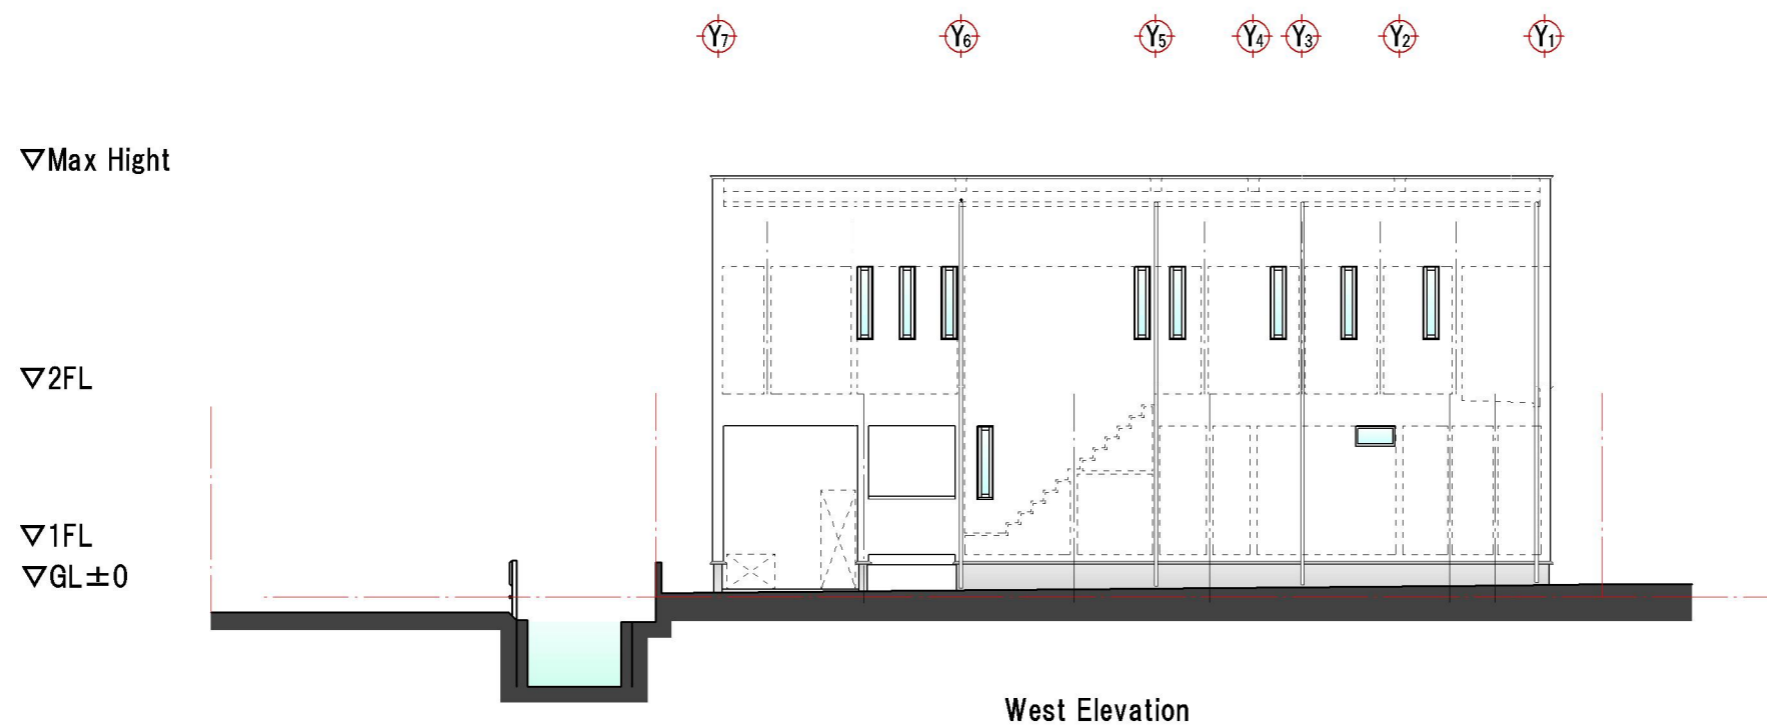 Y7 Y6 Y5 Y4 Y3 Y2 Y1
▽Max Hight
▽2FL
▽1FL
▽GL±0
West Elevation